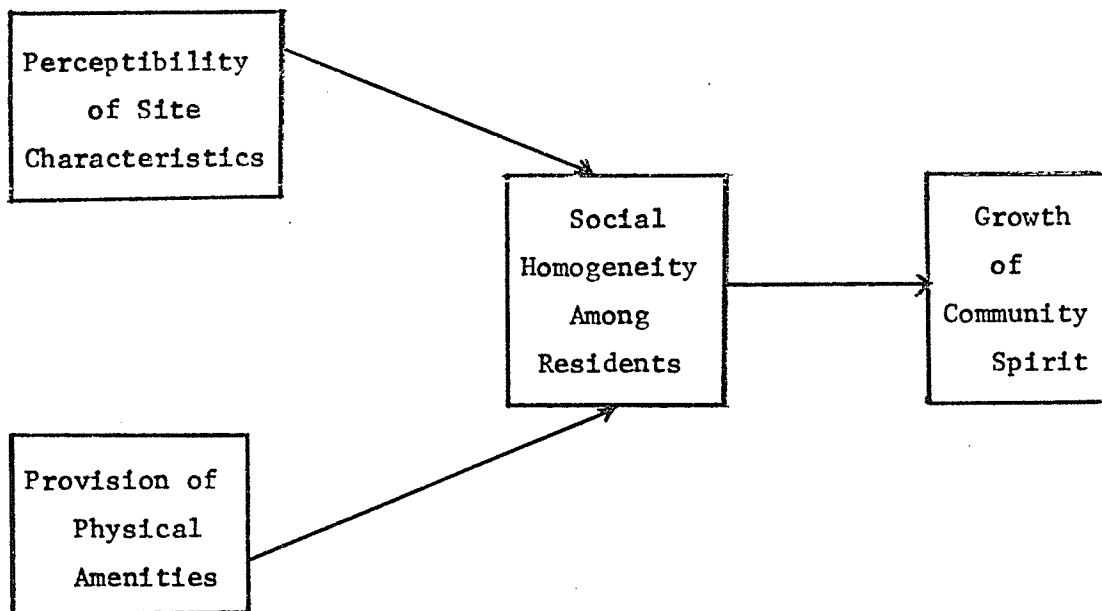 Perceptibility
of Site
Characteristics
Social
Homogeneity
Among
Residents
Growth
of
Community
Spirit
Provision of
Physical
Amenities